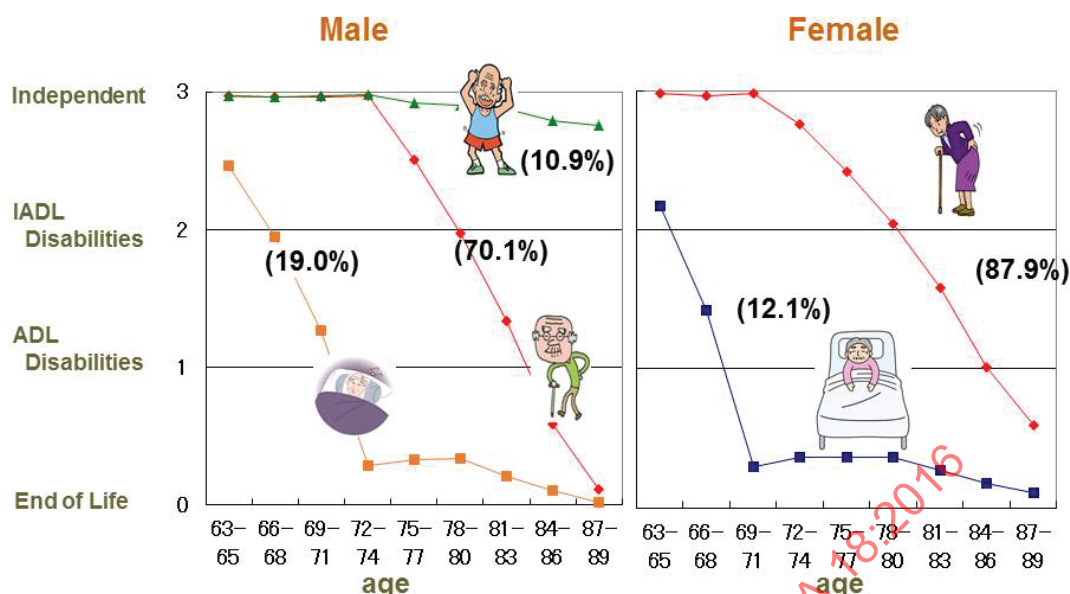 Male
Female
Independent
IADL
Disabilities
ADL
Disabilities
End of Life
3
2
1
0
(10.9%)
(19.0%)
(70.1%)
(12.1%)
(87.9%)
63– 66– 69– 72– 75– 78– 81– 84– 87–
65 68 71 74 77 80 83 86 89
age
63– 66– 69– 72– 75– 78– 81– 84– 87–
65 68 71 74 77 80 83 86 89
age
18:2016